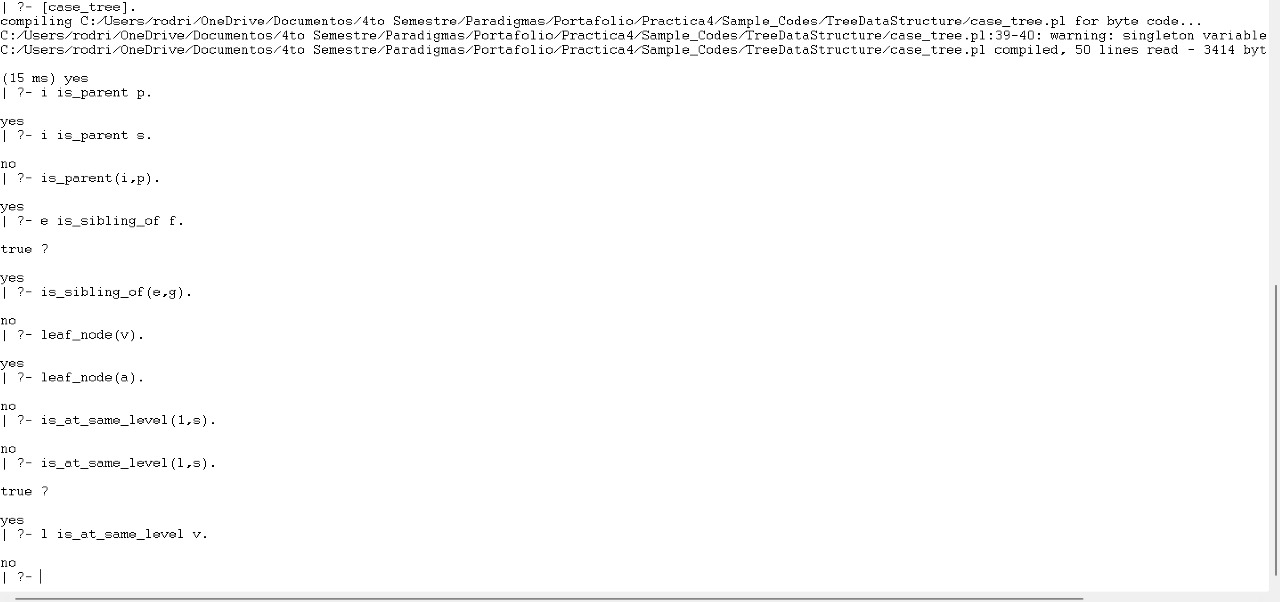 | ?- [case_tree].
compiling C:/Users/rodri/OneDrive/Documentos/4to Semestre/Paradigmas/Portafolio/Practica4/Sample_Codes/TreeDataStructure/case_tree.pl for byte code...
C:/Users/rodri/OneDrive/Documentos/4to Semestre/Paradigmas/Portafolio/Practica4/Sample_Codes/TreeDataStructure/case_tree.pl:39-40: warning: singleton variable
C:/Users/rodri/OneDrive/Documentos/4to Semestre/Paradigmas/Portafolio/Practica4/Sample_Codes/TreeDataStructure/case_tree.pl compiled, 50 lines read - 3414 byt
(15 ms) yes
| ?- i is_parent p.
yes
| ?- i is_parent s.
no
| ?- is_parent(i,p).
yes
| ?- e is_sibling_of f.
true ?
yes
| ?- is_sibling_of(e,g).
no
| ?- leaf_node(v).
yes
| ?- leaf_node(a).
no
| ?- is_at_same_level(1,s).
no
| ?- is_at_same_level(l,s).
true ?
yes
| ?- l is_at_same_level v.
no
| ?-